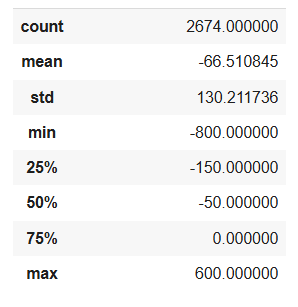 count 2674.000000
mean -66.510845
std 130.211736
min -800.000000
25% -150.000000
50% -50.000000
75% 0.000000
max 600.000000